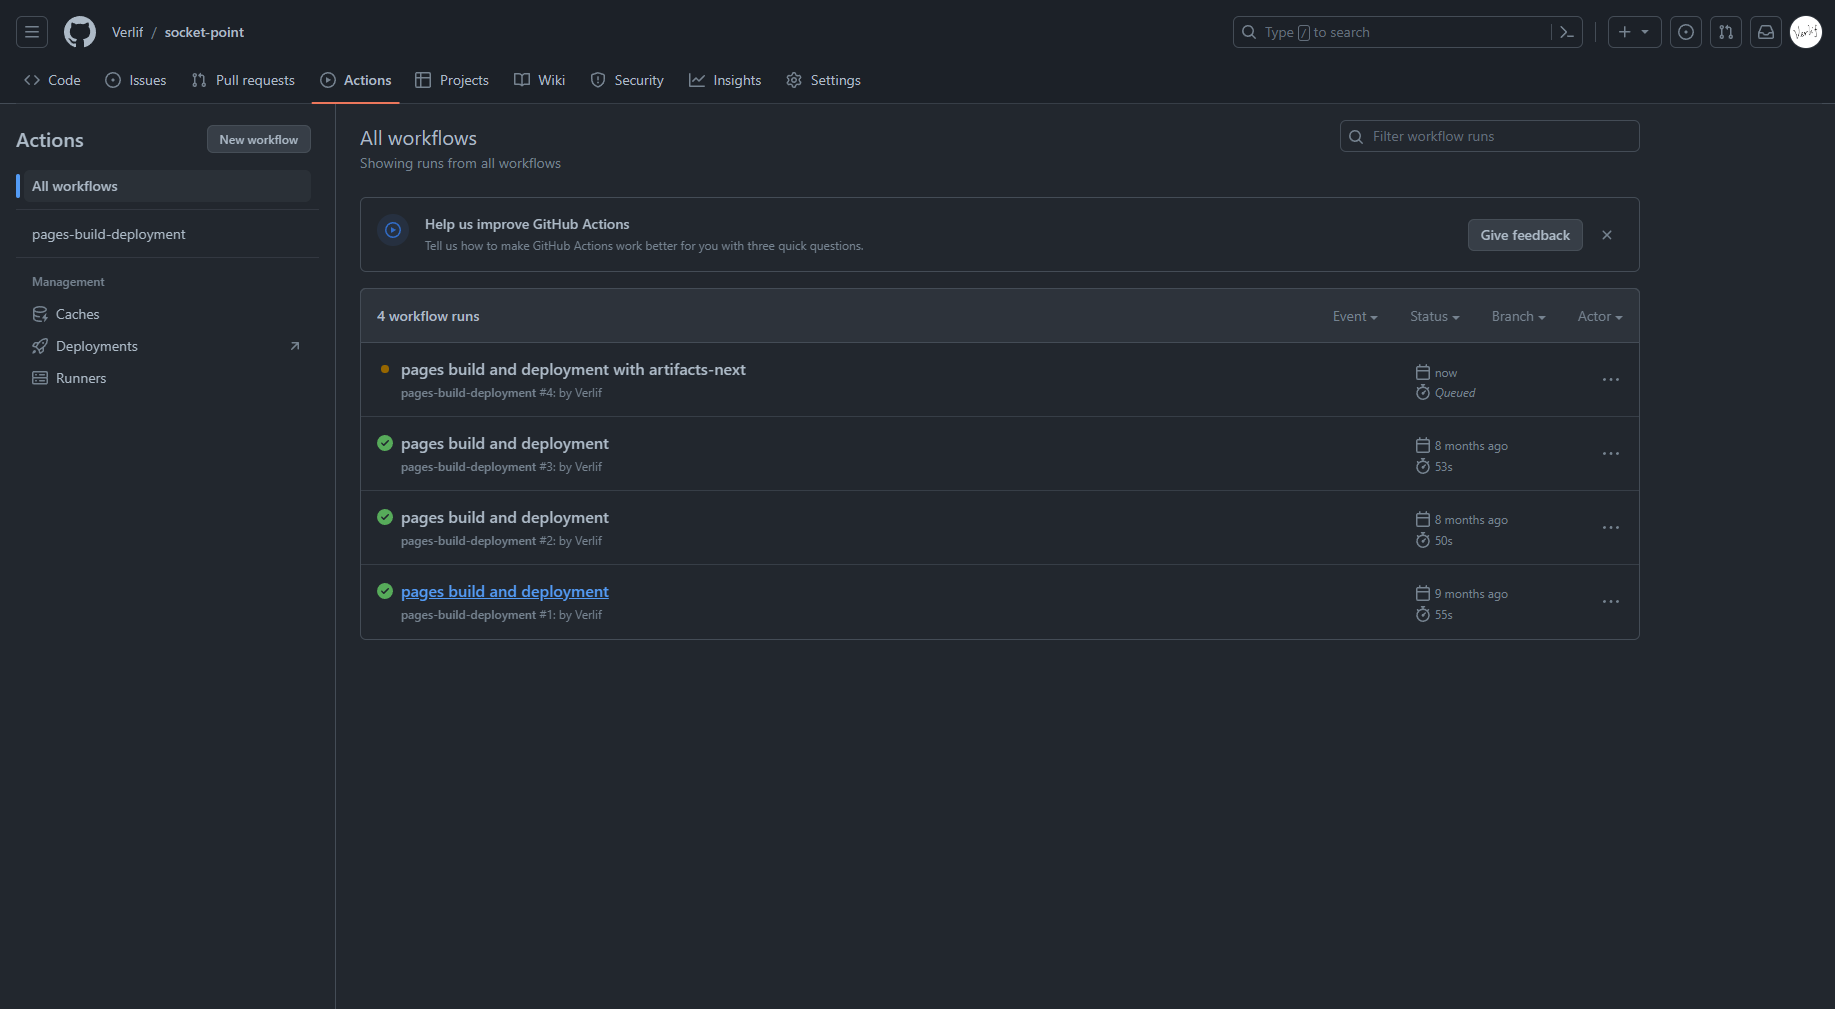 Verlif / socket-point
Type / to search
Verlif
Code
Issues
Pull requests
Actions
Projects
Wiki
Security
Insights
Settings
Actions
New workflow
All workflows
pages-build-deployment
Management
Caches
Deployments
Runners
All workflows
Showing runs from all workflows
Filter workflow runs
Help us improve GitHub Actions
Tell us how to make GitHub Actions work better for you with three quick questions.
Give feedback
4 workflow runs
Event
Status
Branch
Actor
pages build and deployment with artifacts-next
pages-build-deployment #4: by Verlif
now
Queued
pages build and deployment
pages-build-deployment #3: by Verlif
8 months ago
53s
pages build and deployment
pages-build-deployment #2: by Verlif
8 months ago
50s
pages build and deployment
pages-build-deployment #1: by Verlif
9 months ago
55s